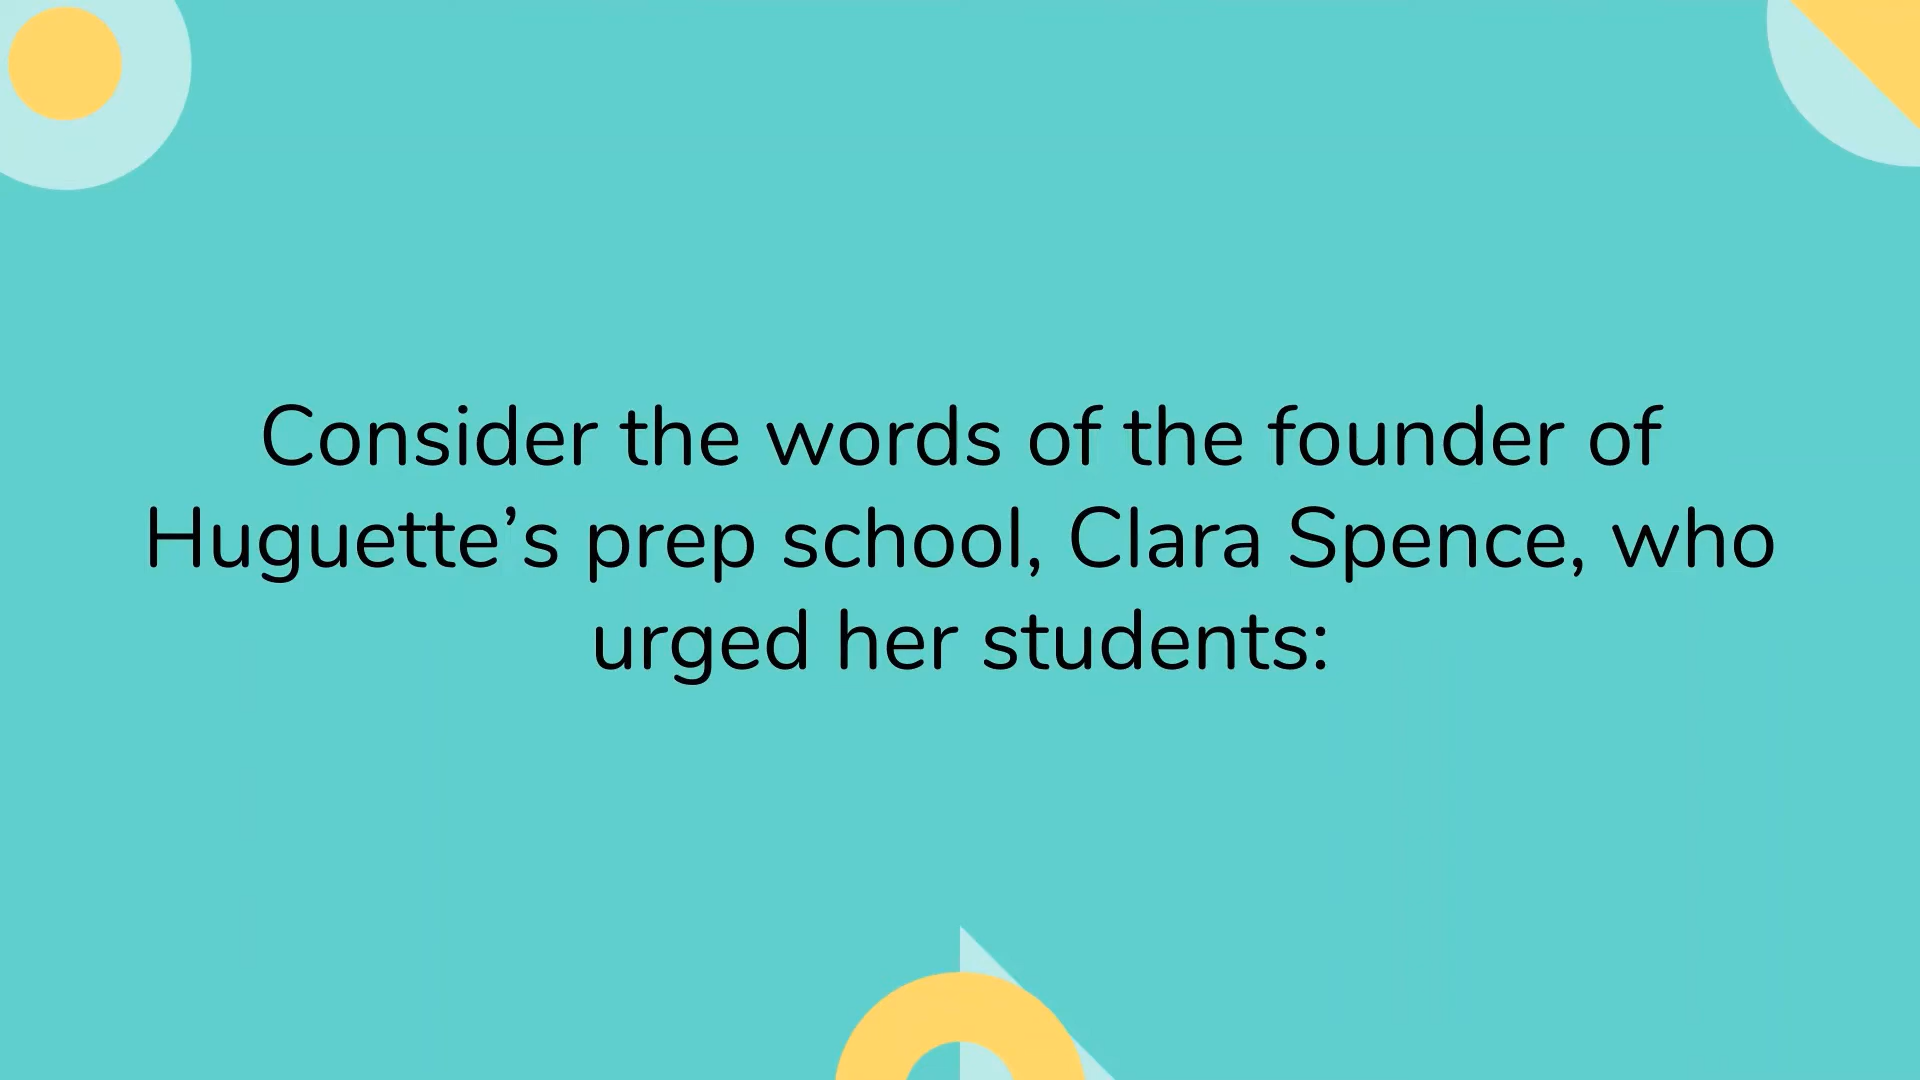 Consider the words of the founder of
Huguette’s prep school, Clara Spence, who
urged her students: